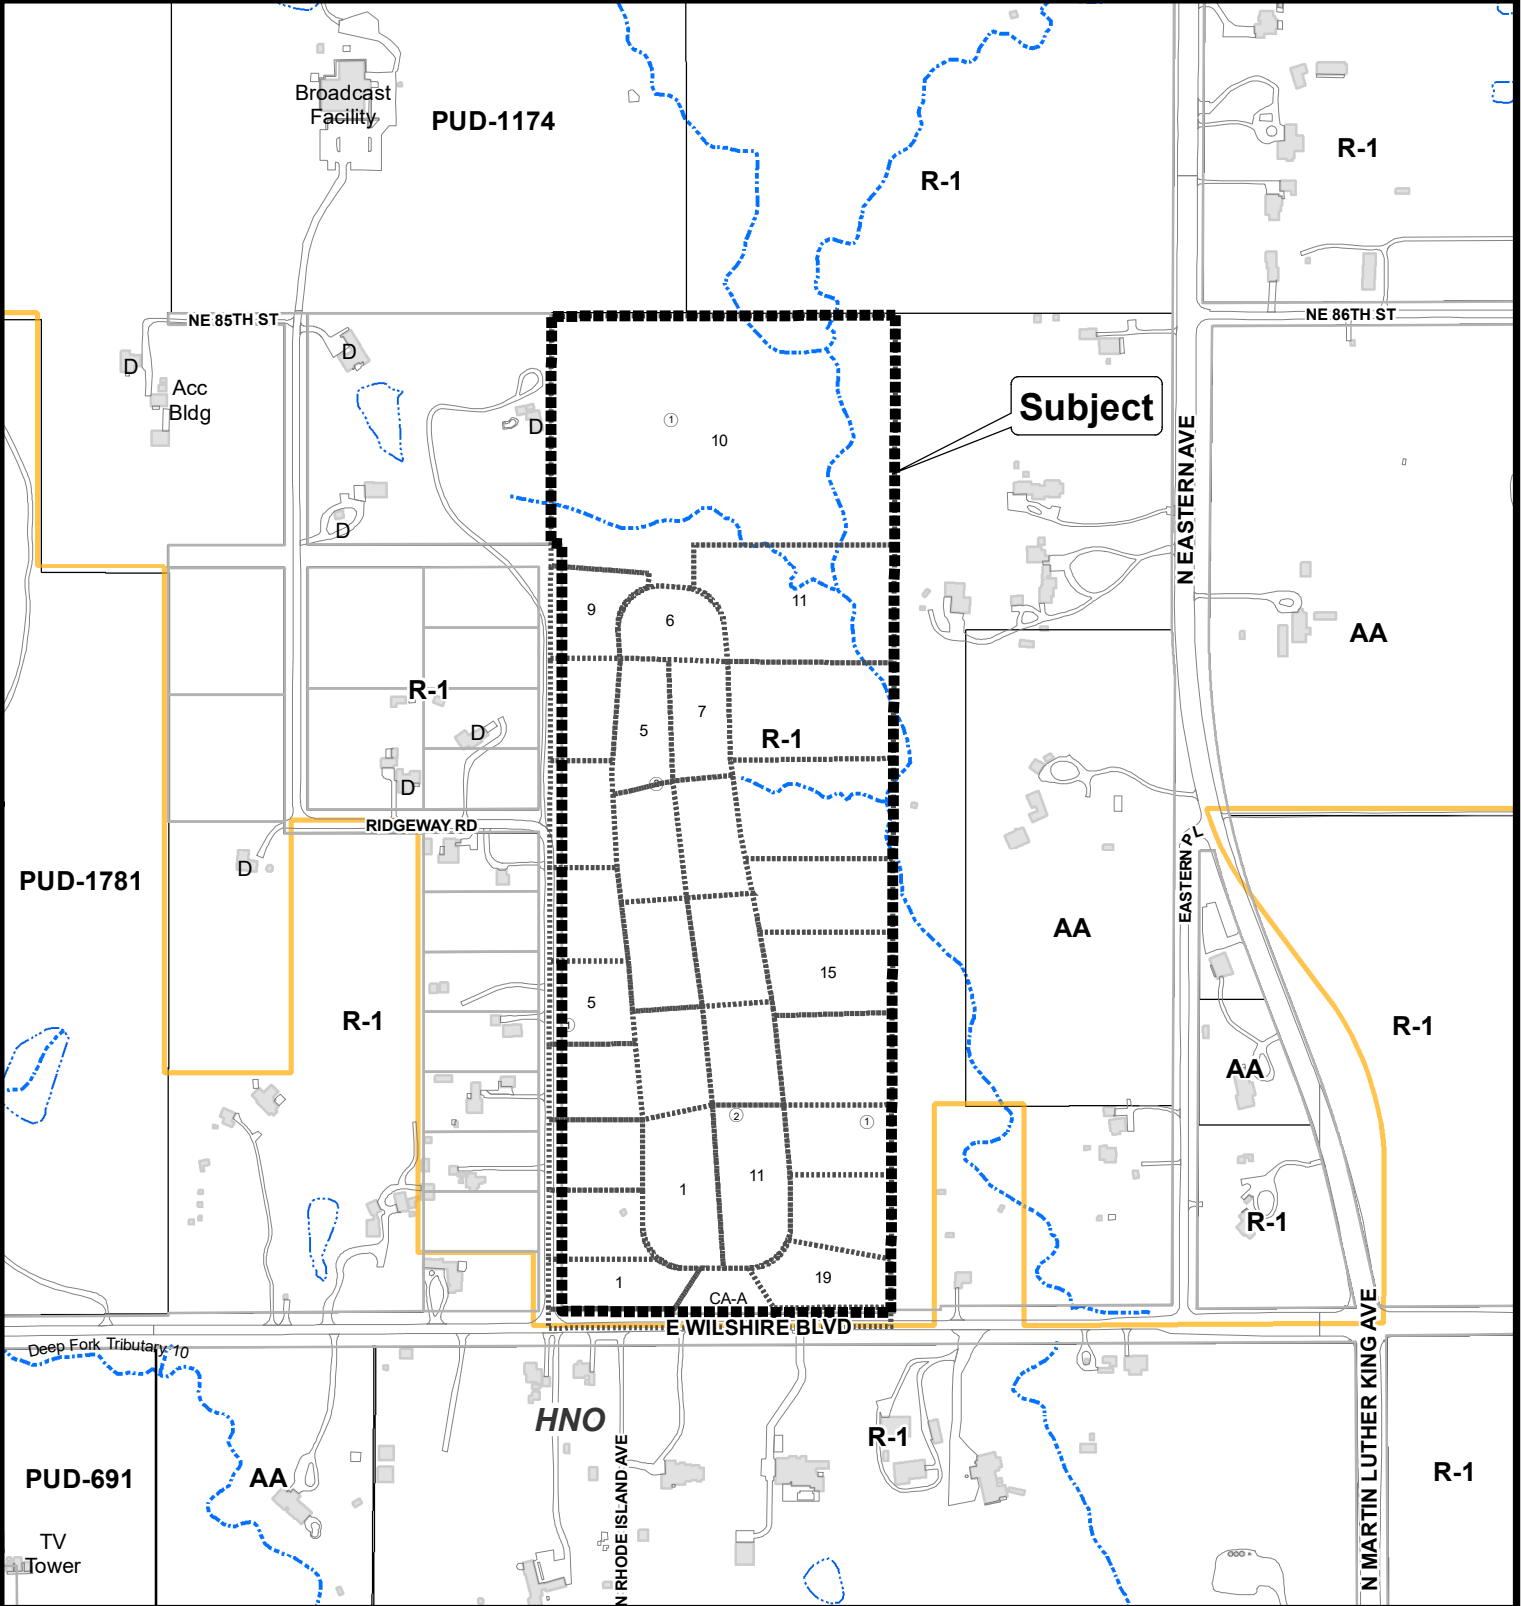 Broadcast
Facility
PUD-1174
R-1
R-1
NE 85TH ST
NE 86TH ST
D
D
Acc
Bldg
D
Subject
1
10
N EASTERN AVE
D
9
6
11
AA
R-1
5
7
R-1
D
D
RIDGEWAY RD
EASTERN PL
D
PUD-1781
AA
15
5
R-1
R-1
AA
2
1
1
11
R-1
1
19
CA-A
E WILSHIRE BLVD
Deep Fork Tributary 10
HNO
R-1
N RHODE ISLAND AVE
N MARTIN LUTHER KING AVE
PUD-691
AA
R-1
TV
Tower